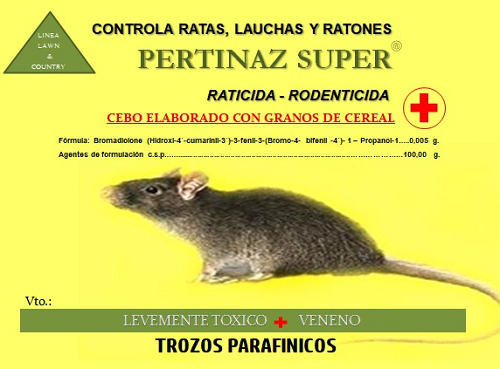 LINEA
LAWN
&
COUNTRY
CONTROLA RATAS, LAUCHAS Y RATONES
PERTINAZ SUPER®
RATICIDA - RODENTICIDA
CEBO ELABORADO CON GRANOS DE CEREAL
Fórmula: Bromadiolone (Hidroxi-4´-cumarinil-3´)-3-fenil-3-(Bromo-4- bifenil -4´)- 1 – Propanol-1.....0,005 g.
Agentes de formulación c.s.p.....................................................................................................100,00 g.
Vto.:
LEVEMENTE TOXICO + VENENO
TROZOS PARAFINICOS